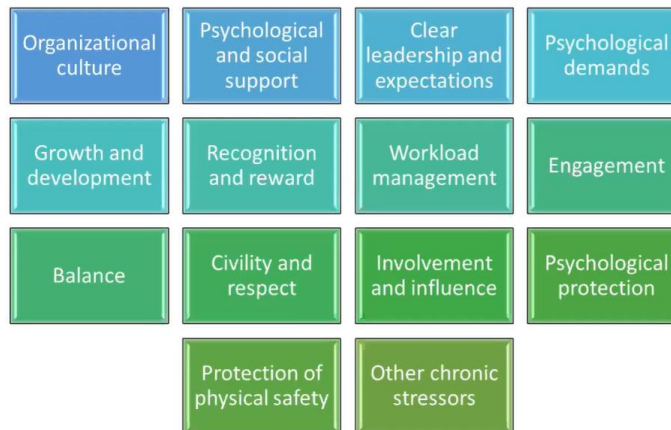 Organizational
culture
Psychological
and social
support
Clear
leadership and
expectations
Psychological
demands
Growth and
development
Recognition
and reward
Workload
management
Engagement
Balance
Civility and
respect
Involvement
and influence
Psychological
protection
Protection of
physical safety
Other chronic
stressors